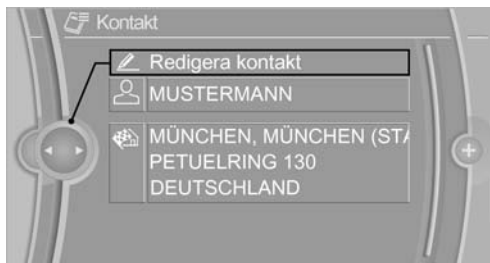 Kontakt
Redigera kontakt
MUSTERMANN
MÜNCHEN, MÜNCHEN (STA
PETUELRING 130
DEUTSCHLAND